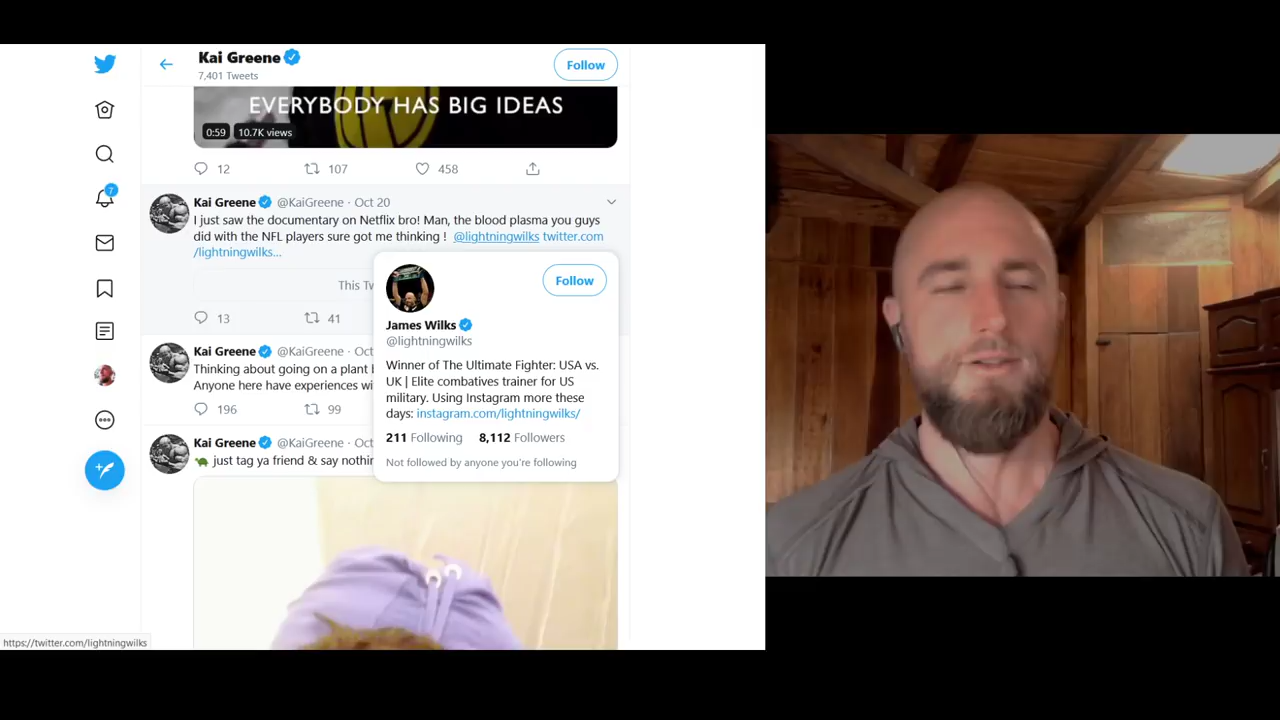 Kai Greene
7,401 Tweets
Follow
EVERYBODY HAS BIG IDEAS
0:59 10.7K views
12 107 458
Kai Greene @KaiGreene · Oct 20
I just saw the documentary on Netflix bro! Man, the blood plasma you guys
did with the NFL players sure got me thinking ! @lightningwilks twitter.com
/lightningwilks...
This Tw
13 41
Kai Greene @KaiGreene · Oct
Thinking about going on a plant b
Anyone here have experiences wi
196 99
Kai Greene @KaiGreene · Oct
🐢 just tag ya friend & say nothin
Follow
James Wilks
@lightningwilks
Winner of The Ultimate Fighter: USA vs.
UK | Elite combatives trainer for US
military. Using Instagram more these
days: instagram.com/lightningwilks/
211 Following 8,112 Followers
Not followed by anyone you're following
7
https://twitter.com/lightningwilks